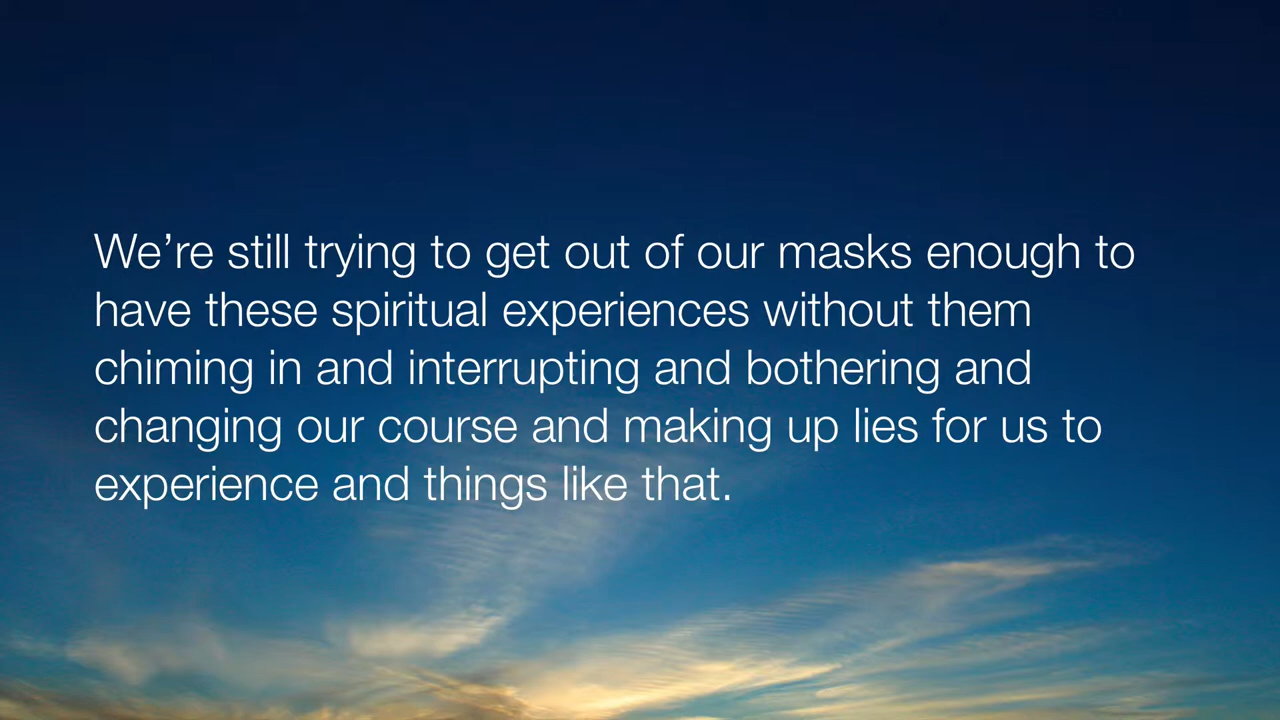 We’re still trying to get out of our masks enough to
have these spiritual experiences without them
chiming in and interrupting and bothering and
changing our course and making up lies for us to
experience and things like that.